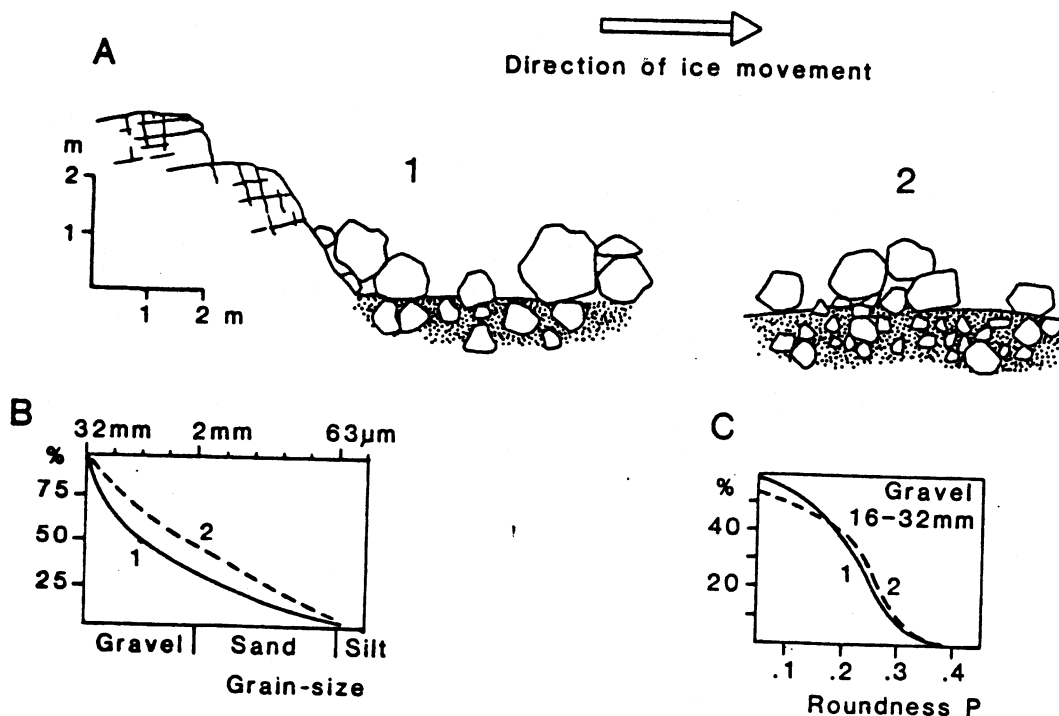 A
Direction of ice movement
m
2
1
1 2 m
1
2
B
32mm 2mm 63µm
%
75
50
25
1
2
Gravel Sand Silt
Grain-size
C
%
40
20
Gravel
16-32mm
1
2
.1 .2 .3 .4
Roundness P